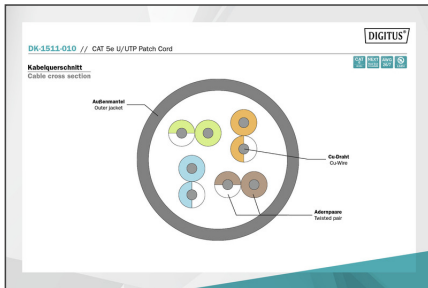 DIGITUS®
DK-1511-010 // CAT 5e U/UTP Patch Cord
Kabelquerschnitt
Cable cross section
Außenmantel
Outer jacket
Cu-Draht
Cu-Wire
Adernpaare
Twisted pair